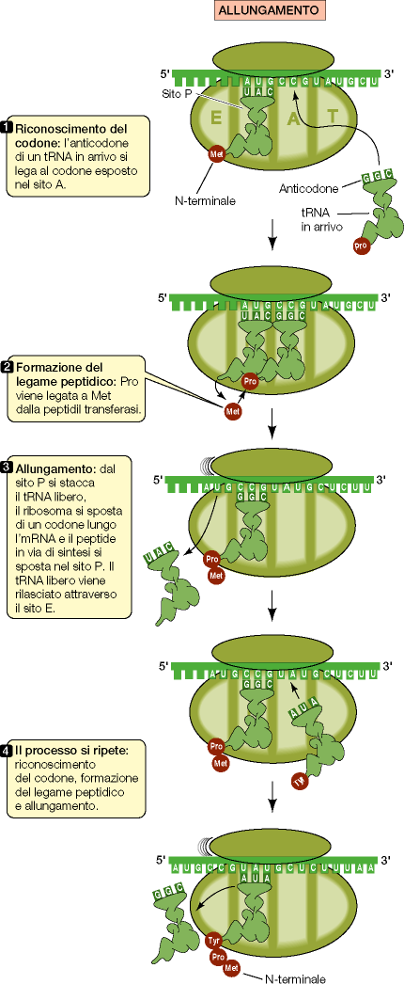 ALLUNGAMENTO
5' A U G C C G U A U G C U 3'
Sito P
U A C
E A T
1 Riconoscimento del
codone: l'anticodone
di un tRNA in arrivo si
lega al codone esposto
nel sito A.
Met
N-terminale
G G C
Anticodone
tRNA
in arrivo
Pro
5' A U G C C G U A U G C U 3'
U A C G G C
2 Formazione del
legame peptidico: Pro
viene legata a Met
dalla peptidil transferasi.
Pro
Met
3 Allungamento: dal
sito P si stacca
il tRNA libero,
il ribosoma si sposta
di un codone lungo
l'mRNA e il peptide
in via di sintesi si
sposta nel sito P. Il
tRNA libero viene
rilasciato attraverso
il sito E.
5' A U G C C G U A U G C U C U 3'
G G C
U A C
Pro
Met
5' A U G C C G U A U G C U C U U 3'
G G C
A U A
Pro
Met
Tyr
4 Il processo si ripete:
riconoscimento
del codone, formazione
del legame peptidico
e allungamento.
5' A U G C C G U A U G C U C U U U A A 3'
A U A
G G C
Tyr
Pro
Met
N-terminale